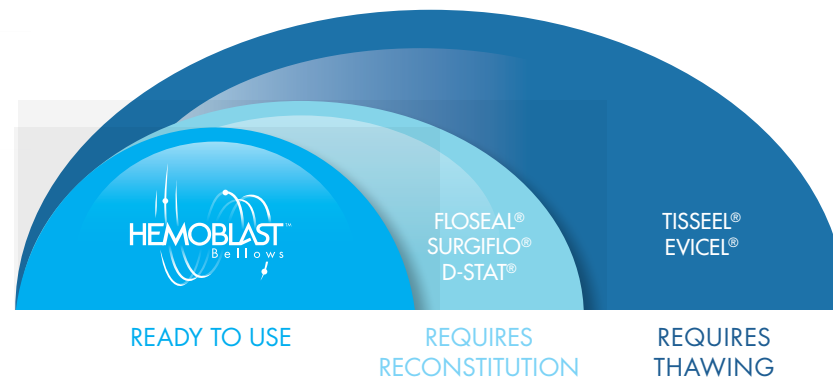 HEMOBLAST™
Bellows
FLOSEAL®
SURGIFLO®
D-STAT®
TISSEEL®
EVICEL®
READY TO USE
REQUIRES
RECONSTITUTION
REQUIRES
THAWING